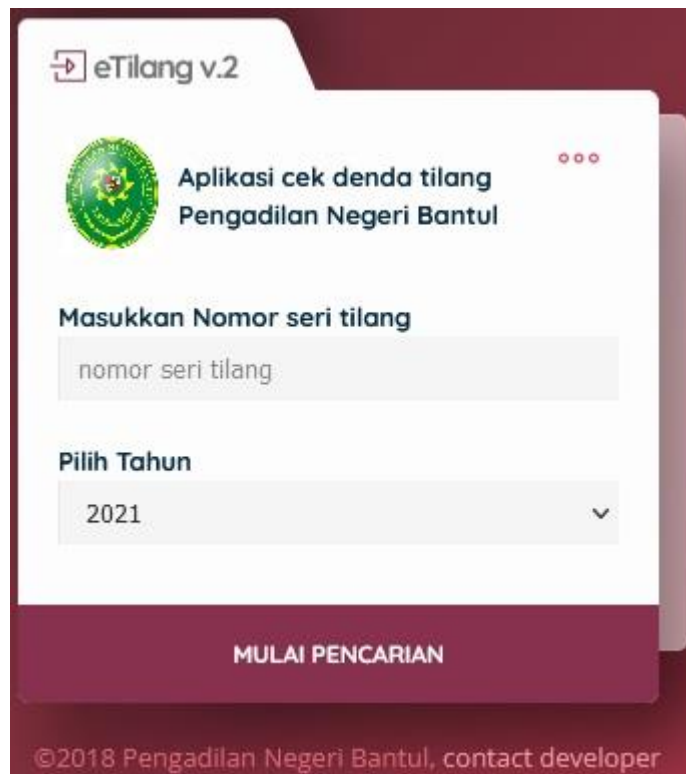 eTilang v.2
Aplikasi cek denda tilang
Pengadilan Negeri Bantul
Masukkan Nomor seri tilang
nomor seri tilang
Pilih Tahun
2021
MULAI PENCARIAN
©2018 Pengadilan Negeri Bantul, contact developer